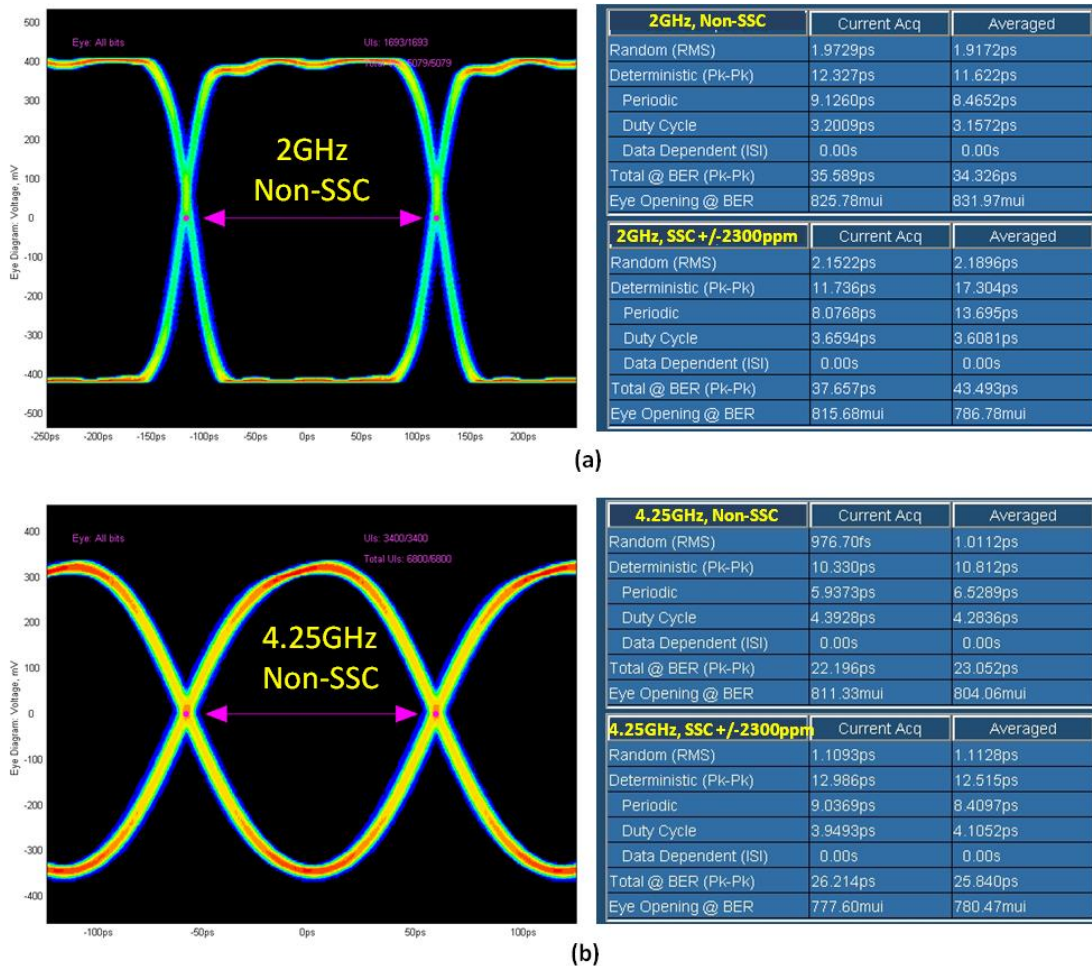 Eye: All bits
UIs: 1693/1693
5079/5079
500
400
300
200
100
0
-100
-200
-300
-400
-500
Eye Diagram: Voltage, mV
2GHz
Non-SSC
-250ps -200ps -150ps -100ps -50ps 0ps 50ps 100ps 150ps 200ps
2GHz, Non-SSC Current Acq Averaged
Random (RMS) 1.9729ps 1.9172ps
Deterministic (Pk-Pk) 12.327ps 11.622ps
Periodic 9.1260ps 8.4652ps
Duty Cycle 3.2009ps 3.1572ps
Data Dependent (ISI) 0.00s 0.00s
Total @ BER (Pk-Pk) 35.589ps 34.326ps
Eye Opening @ BER 825.78mui 831.97mui
2GHz, SSC +/-2300ppm Current Acq Averaged
Random (RMS) 2.1522ps 2.1896ps
Deterministic (Pk-Pk) 11.736ps 17.304ps
Periodic 8.0768ps 13.695ps
Duty Cycle 3.6594ps 3.6081ps
Data Dependent (ISI) 0.00s 0.00s
Total @ BER (Pk-Pk) 37.657ps 43.493ps
Eye Opening @ BER 815.68mui 786.78mui
(a)
Eye: All bits
UIs: 3400/3400
Total UIs: 6800/6800
400
300
200
100
0
-100
-200
-300
-400
Eye Diagram: Voltage, mV
4.25GHz
Non-SSC
-100ps -50ps 0ps 50ps 100ps
4.25GHz, Non-SSC Current Acq Averaged
Random (RMS) 976.70fs 1.0112ps
Deterministic (Pk-Pk) 10.330ps 10.812ps
Periodic 5.9373ps 6.5289ps
Duty Cycle 4.3928ps 4.2836ps
Data Dependent (ISI) 0.00s 0.00s
Total @ BER (Pk-Pk) 22.196ps 23.052ps
Eye Opening @ BER 811.33mui 804.06mui
4.25GHz, SSC +/-2300ppm Current Acq Averaged
Random (RMS) 1.1093ps 1.1128ps
Deterministic (Pk-Pk) 12.986ps 12.515ps
Periodic 9.0369ps 8.4097ps
Duty Cycle 3.9493ps 4.1052ps
Data Dependent (ISI) 0.00s 0.00s
Total @ BER (Pk-Pk) 26.214ps 25.840ps
Eye Opening @ BER 777.60mui 780.47mui
(b)